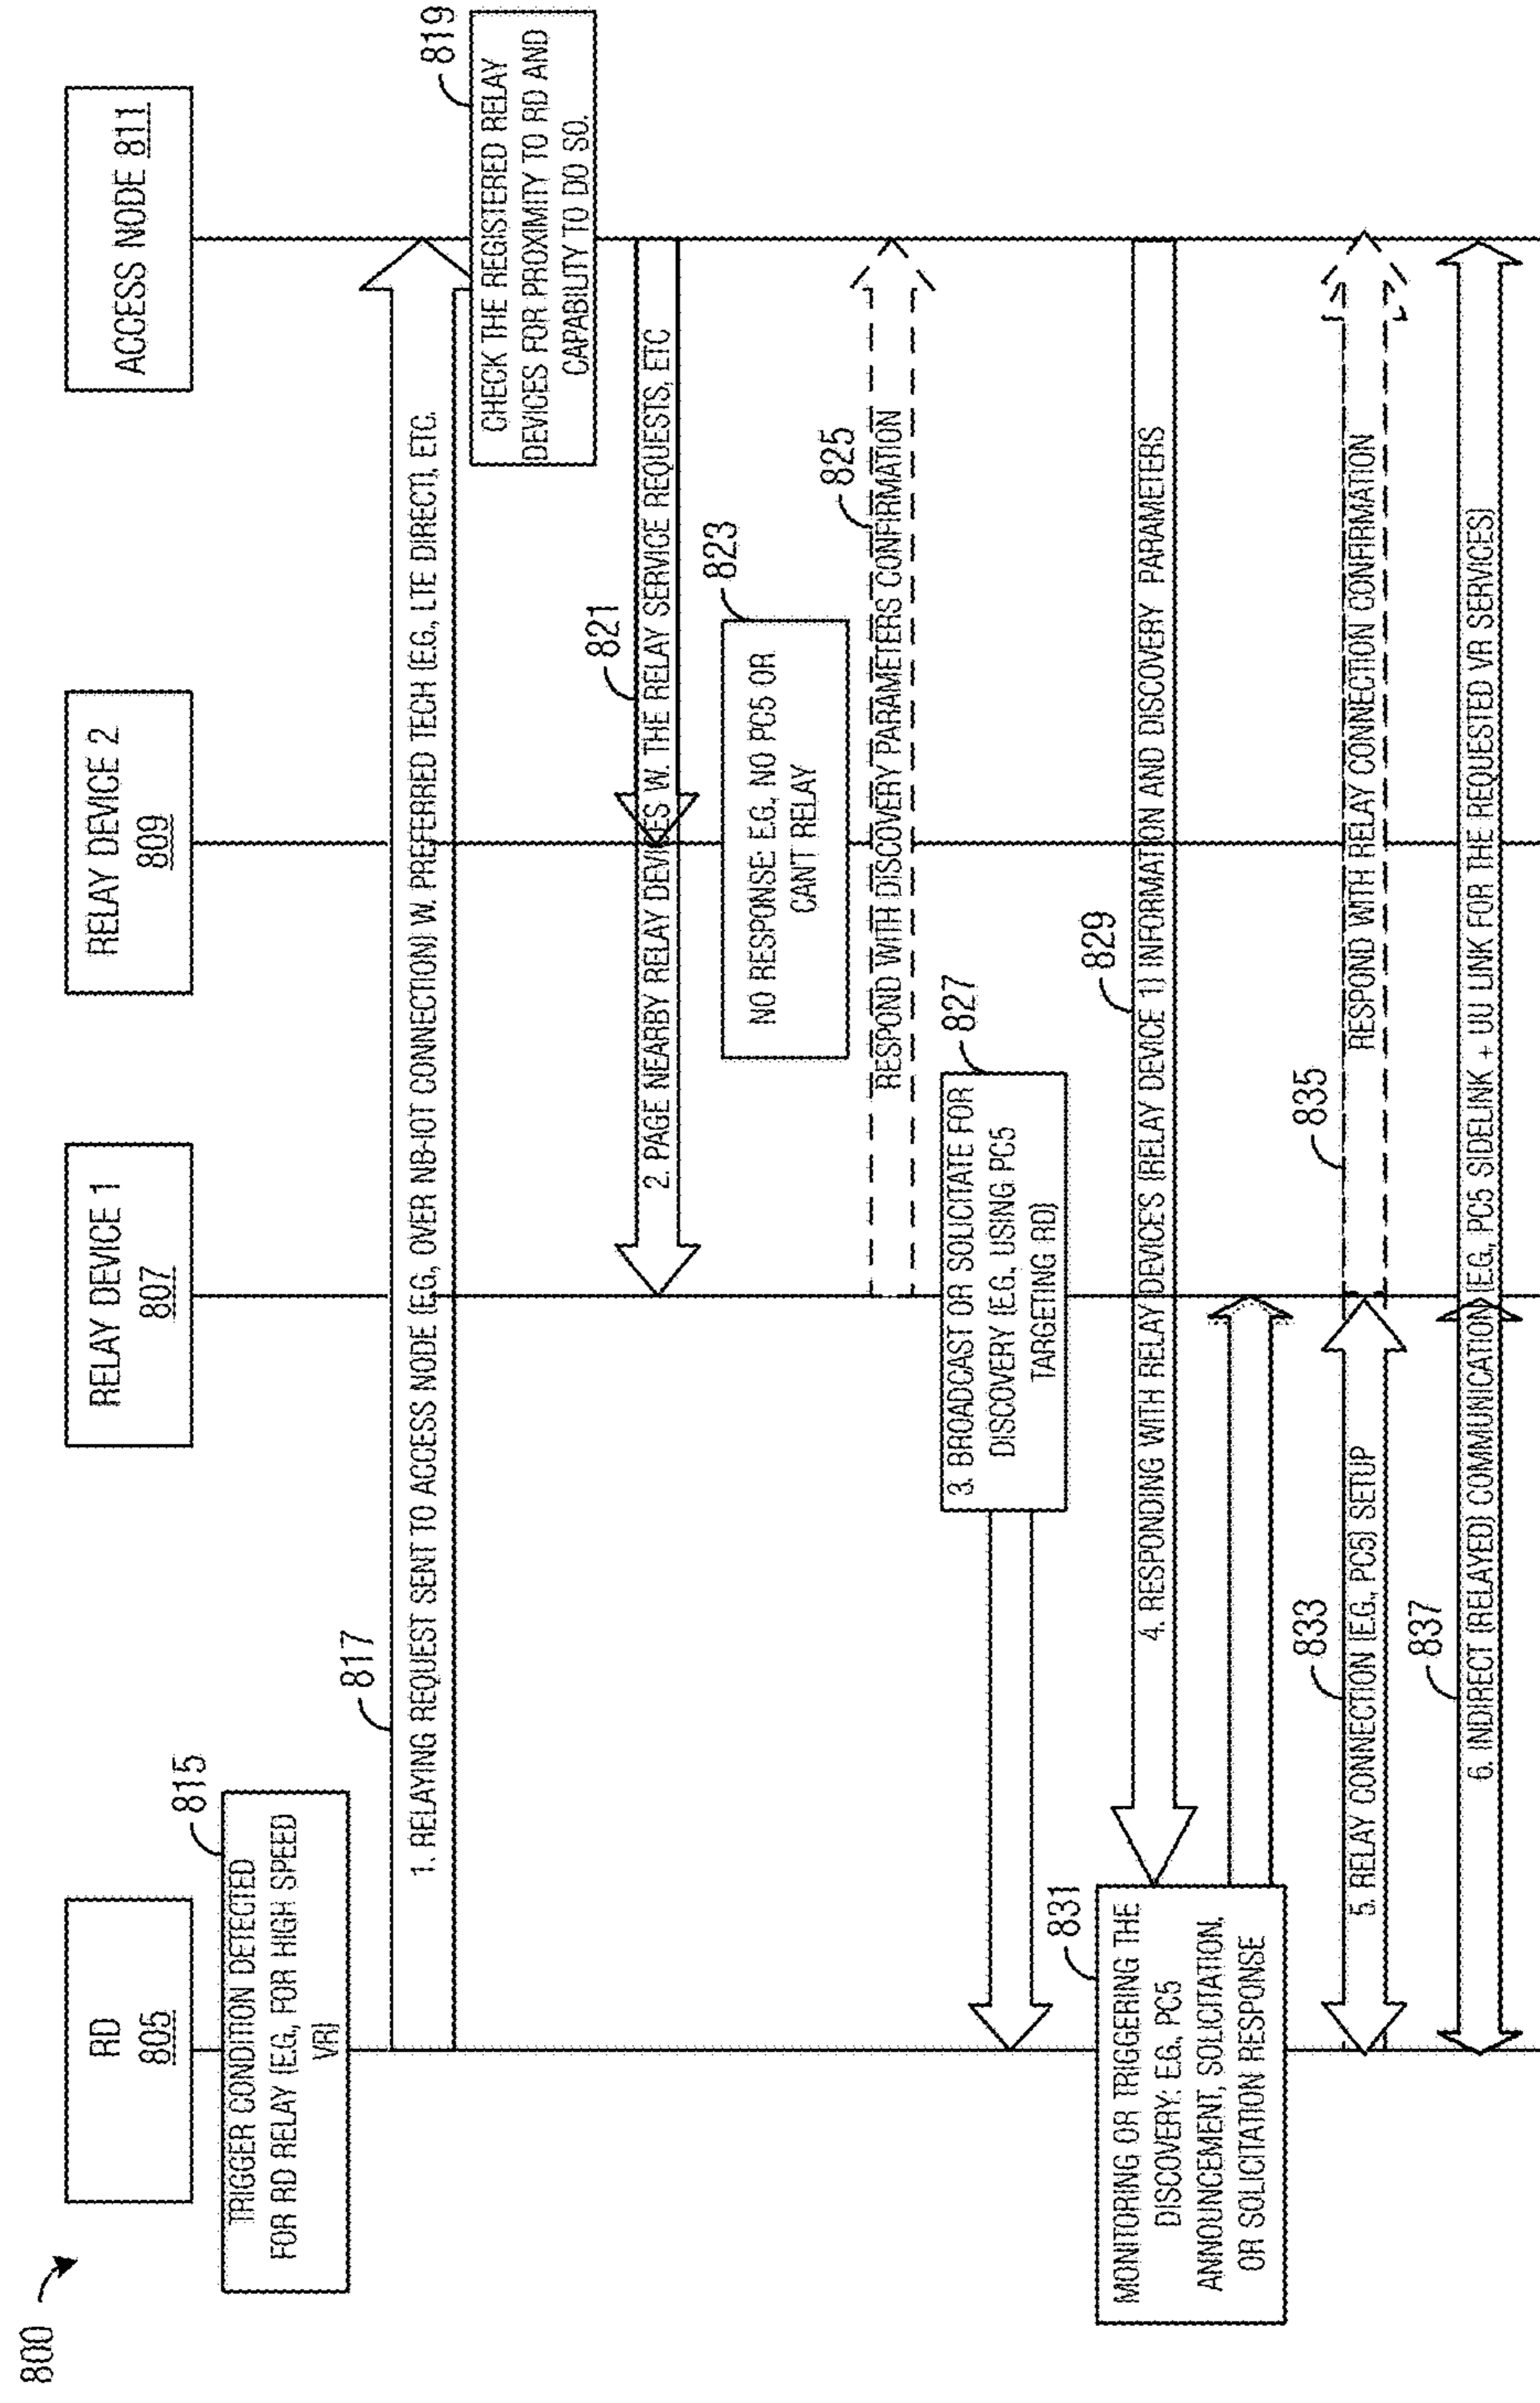 800
RD
805
RELAY DEVICE 1
807
RELAY DEVICE 2
809
ACCESS NODE 811
815
TRIGGER CONDITION DETECTED
FOR RD RELAY (E.G., FOR HIGH SPEED
VR)
817
1. RELAYING REQUEST SENT TO ACCESS NODE (E.G., OVER NB-IOT CONNECTION) W. PREFERRED TECH (E.G., LTE DIRECT), ETC.
819
CHECK THE REGISTERED RELAY
DEVICES FOR PROXIMITY TO RD AND
CAPABILITY TO DO SO.
821
2. PAGE NEARBY RELAY DEVICES W. THE RELAY SERVICE REQUESTS, ETC
823
NO RESPONSE: E.G. NO PC5 OR
CANT RELAY
825
RESPOND WITH DISCOVERY PARAMETERS CONFIRMATION
827
3. BROADCAST OR SOLICITATE FOR
DISCOVERY (E.G., USING PC5
TARGETING RD)
829
4. RESPONDING WITH RELAY DEVICE'S (RELAY DEVICE 1) INFORMATION AND DISCOVERY PARAMETERS
831
MONITORING OR TRIGGERING THE
DISCOVERY: E.G., PC5
ANNOUNCEMENT, SOLICITATION,
OR SOLICITATION RESPONSE
833
5. RELAY CONNECTION (E.G., PC5) SETUP
835
RESPOND WITH RELAY CONNECTION CONFIRMATION
837
6. INDIRECT (RELAYED) COMMUNICATION (E.G., PC5 SIDELINK + UU LINK FOR THE REQUESTED VR SERVICES)